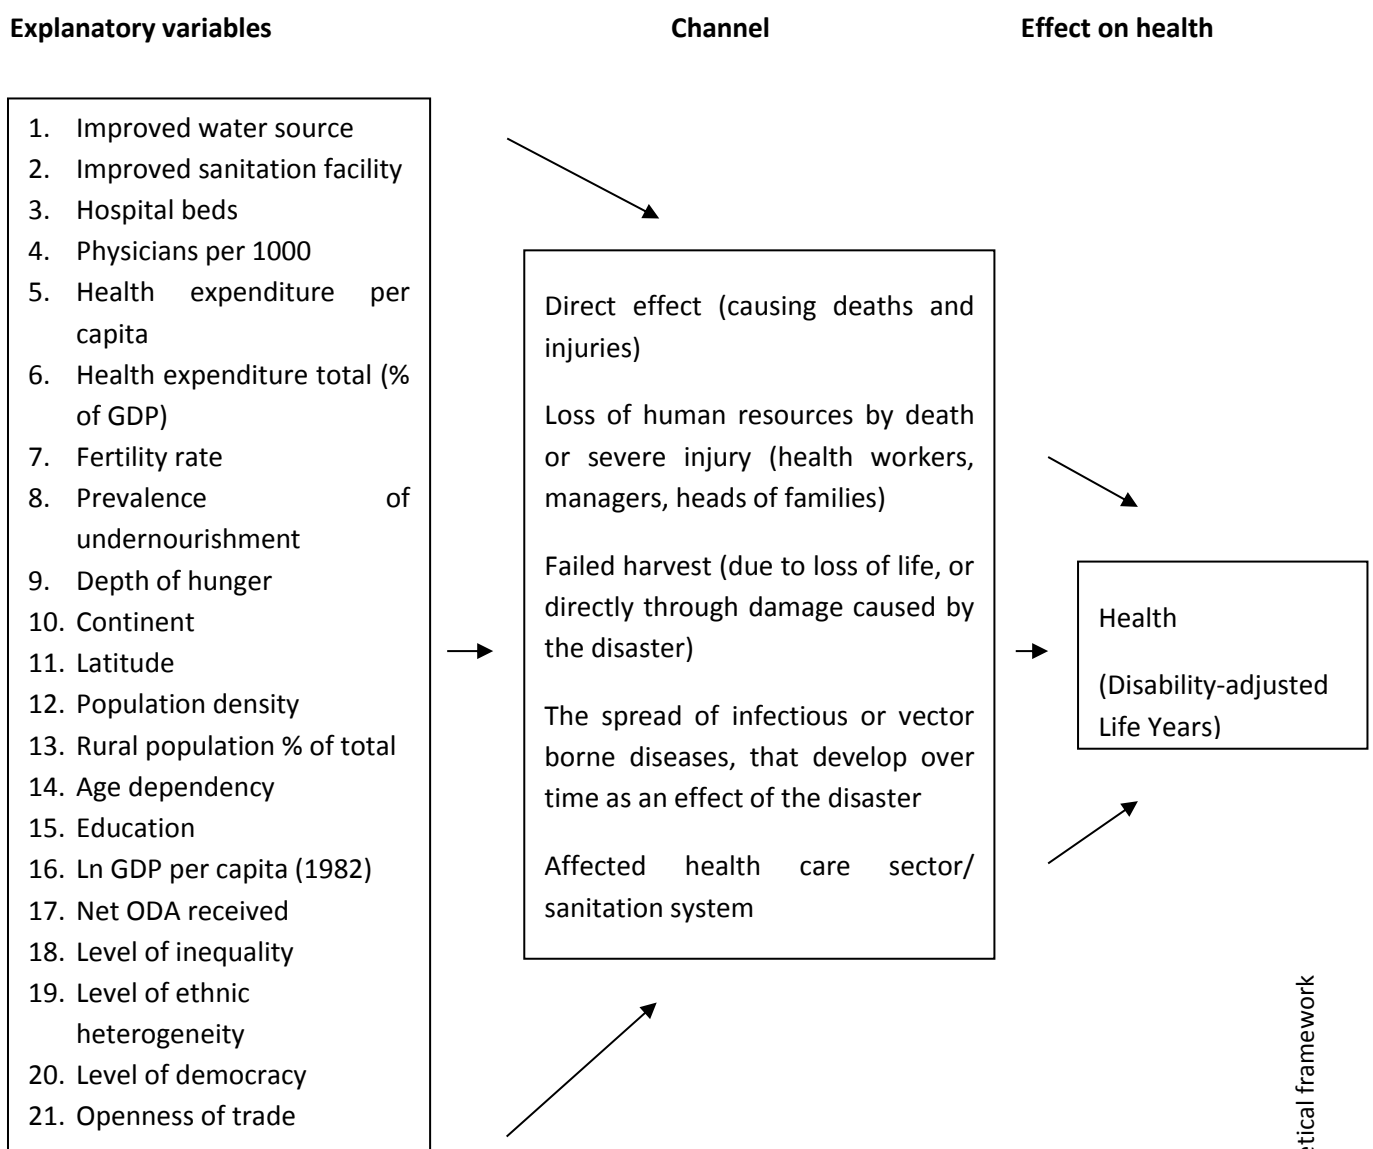 Explanatory variables
Channel
Effect on health
1. Improved water source
2. Improved sanitation facility
3. Hospital beds
4. Physicians per 1000
5. Health expenditure per
capita
6. Health expenditure total (%
of GDP)
7. Fertility rate
8. Prevalence of
undernourishment
9. Depth of hunger
10. Continent
11. Latitude
12. Population density
13. Rural population % of total
14. Age dependency
15. Education
16. Ln GDP per capita (1982)
17. Net ODA received
18. Level of inequality
19. Level of ethnic
heterogeneity
20. Level of democracy
21. Openness of trade
Direct effect (causing deaths and
injuries)
Loss of human resources by death
or severe injury (health workers,
managers, heads of families)
Failed harvest (due to loss of life, or
directly through damage caused by
the disaster)
The spread of infectious or vector
borne diseases, that develop over
time as an effect of the disaster
Affected health care sector/
sanitation system
Health
(Disability-adjusted
Life Years)
etical framework